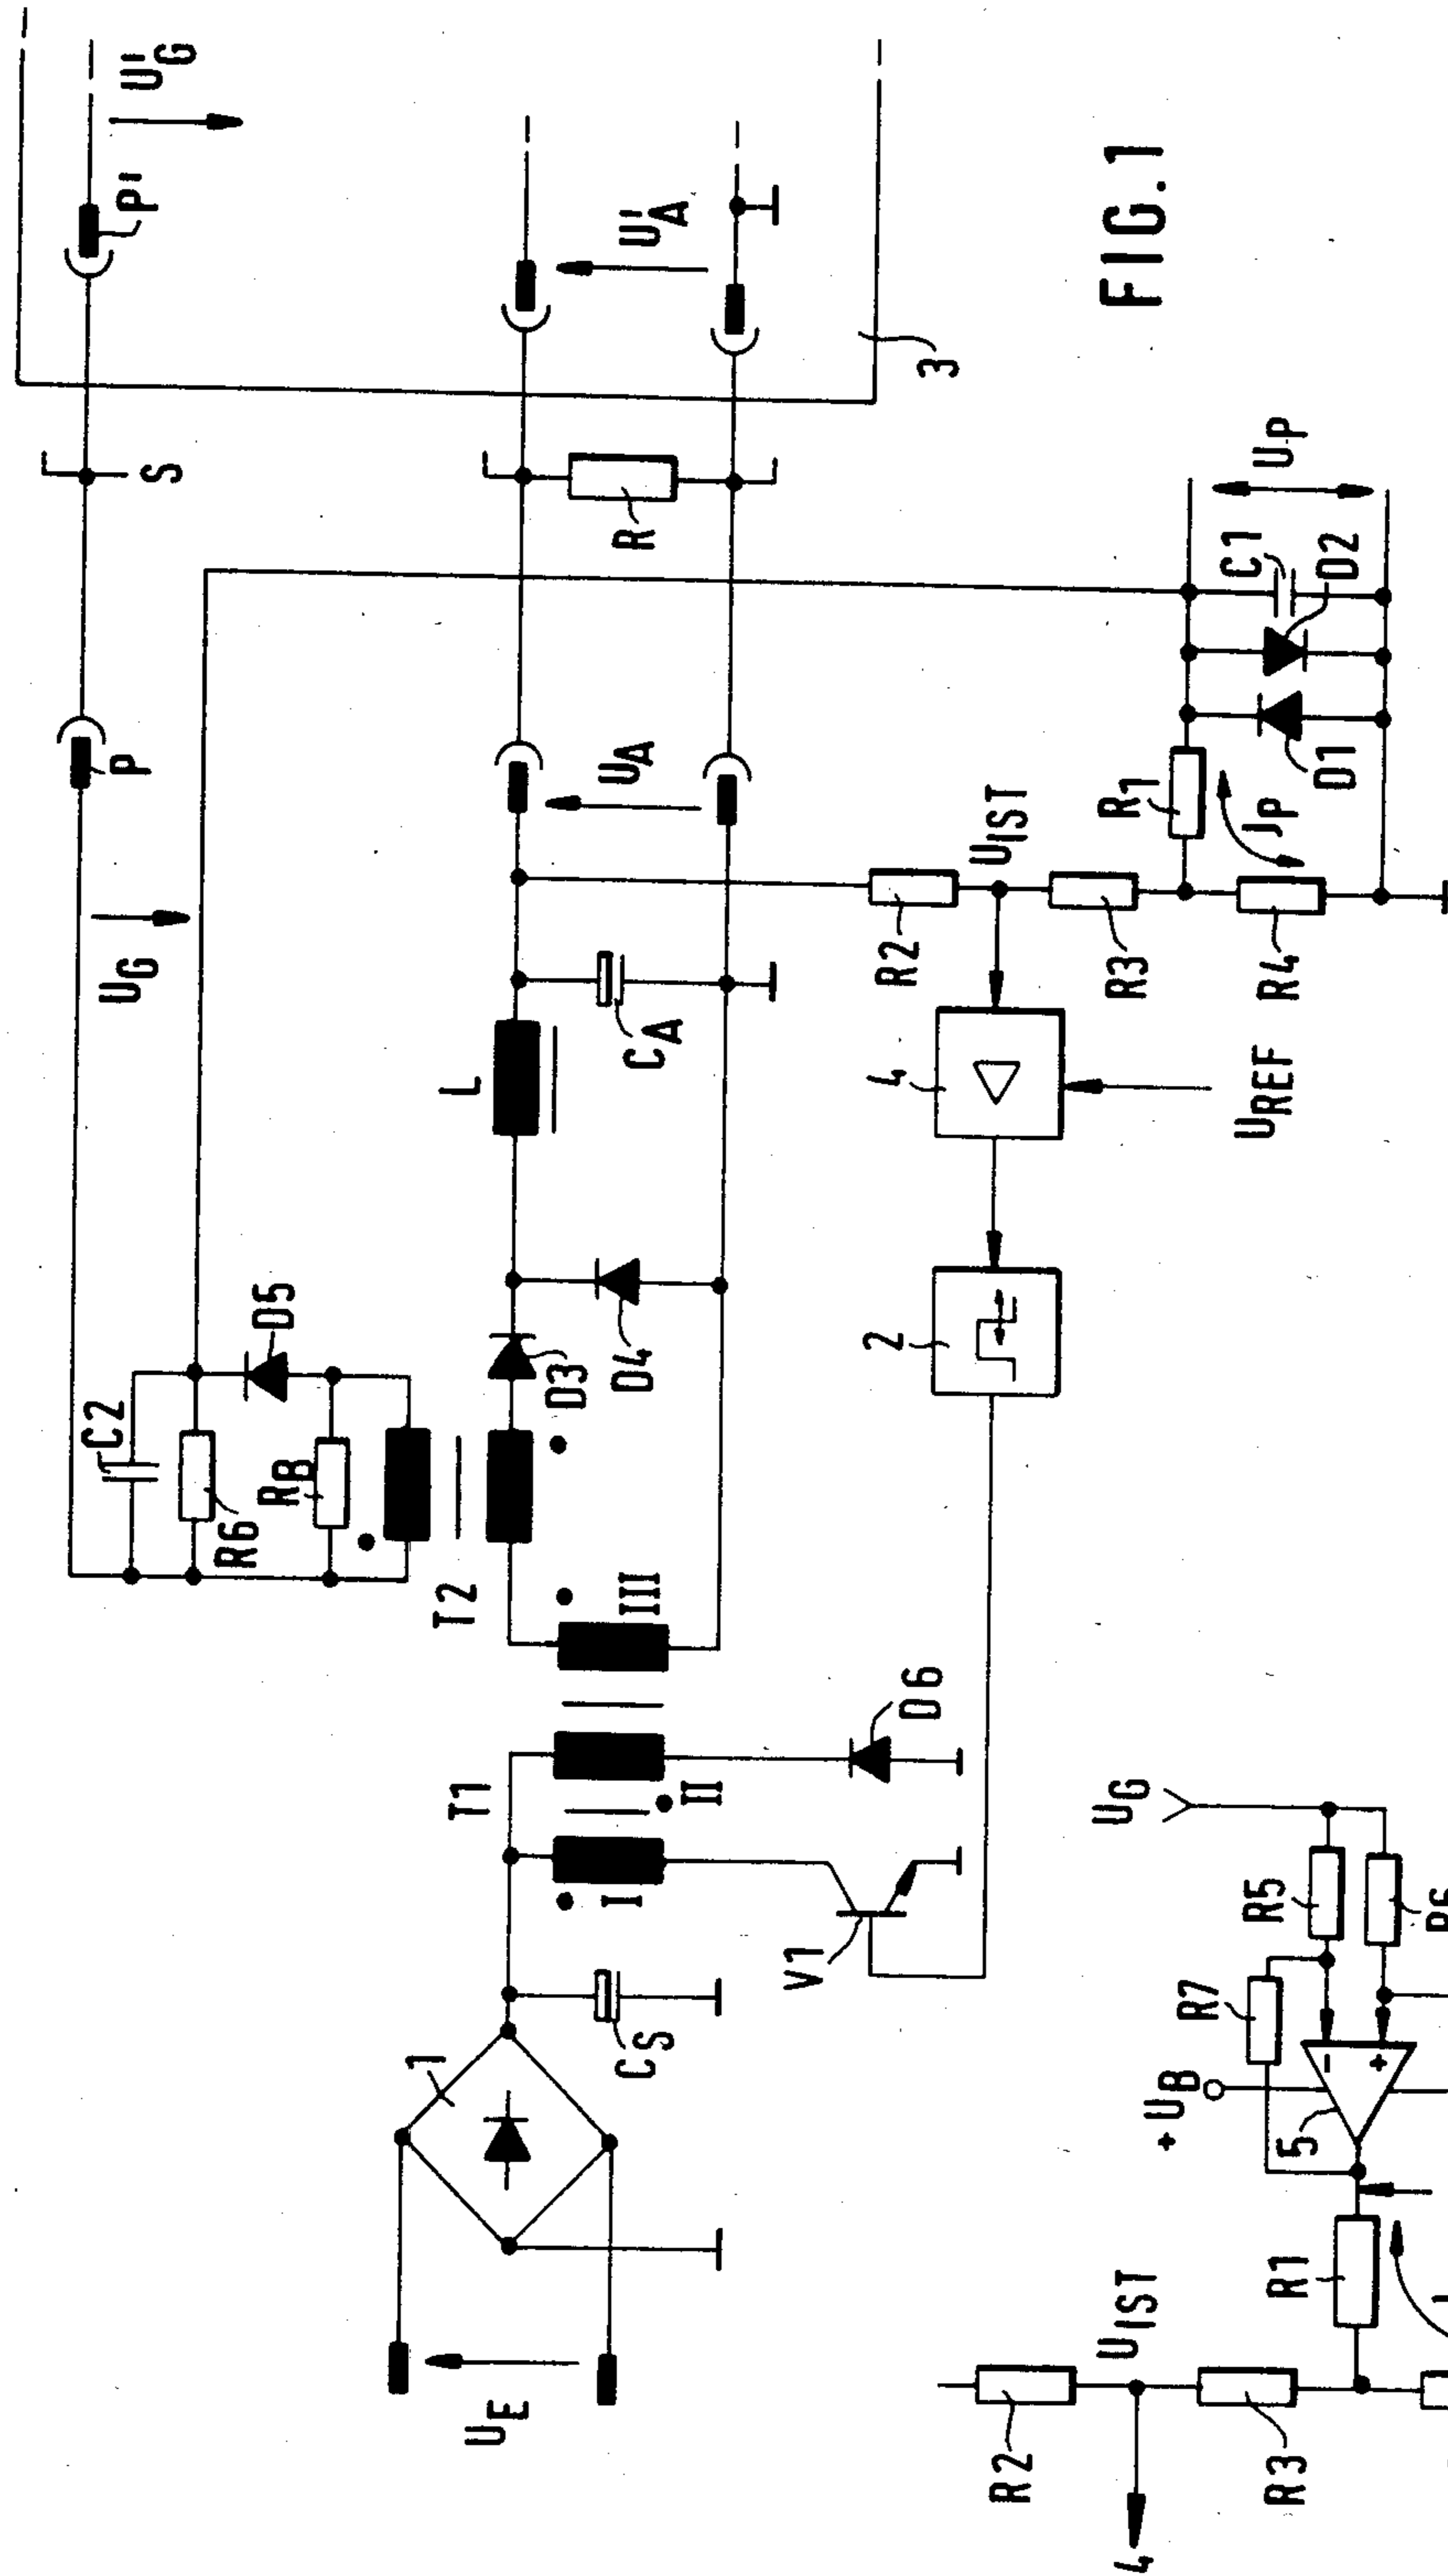 U'G
P'
U'A
3
FIG.1
S
R
UP
C1
D2
D1
R1
JP
P
UA
UG
UIST
R2
R3
R4
CA
L
4
UREF
D5
C2
R6
RB
D3
D4
2
T2
III
T1
II
I
D6
V1
CS
1
UE
UG
R5
R7
+UB
5
-
+
R1
UIST
R2
R3
4